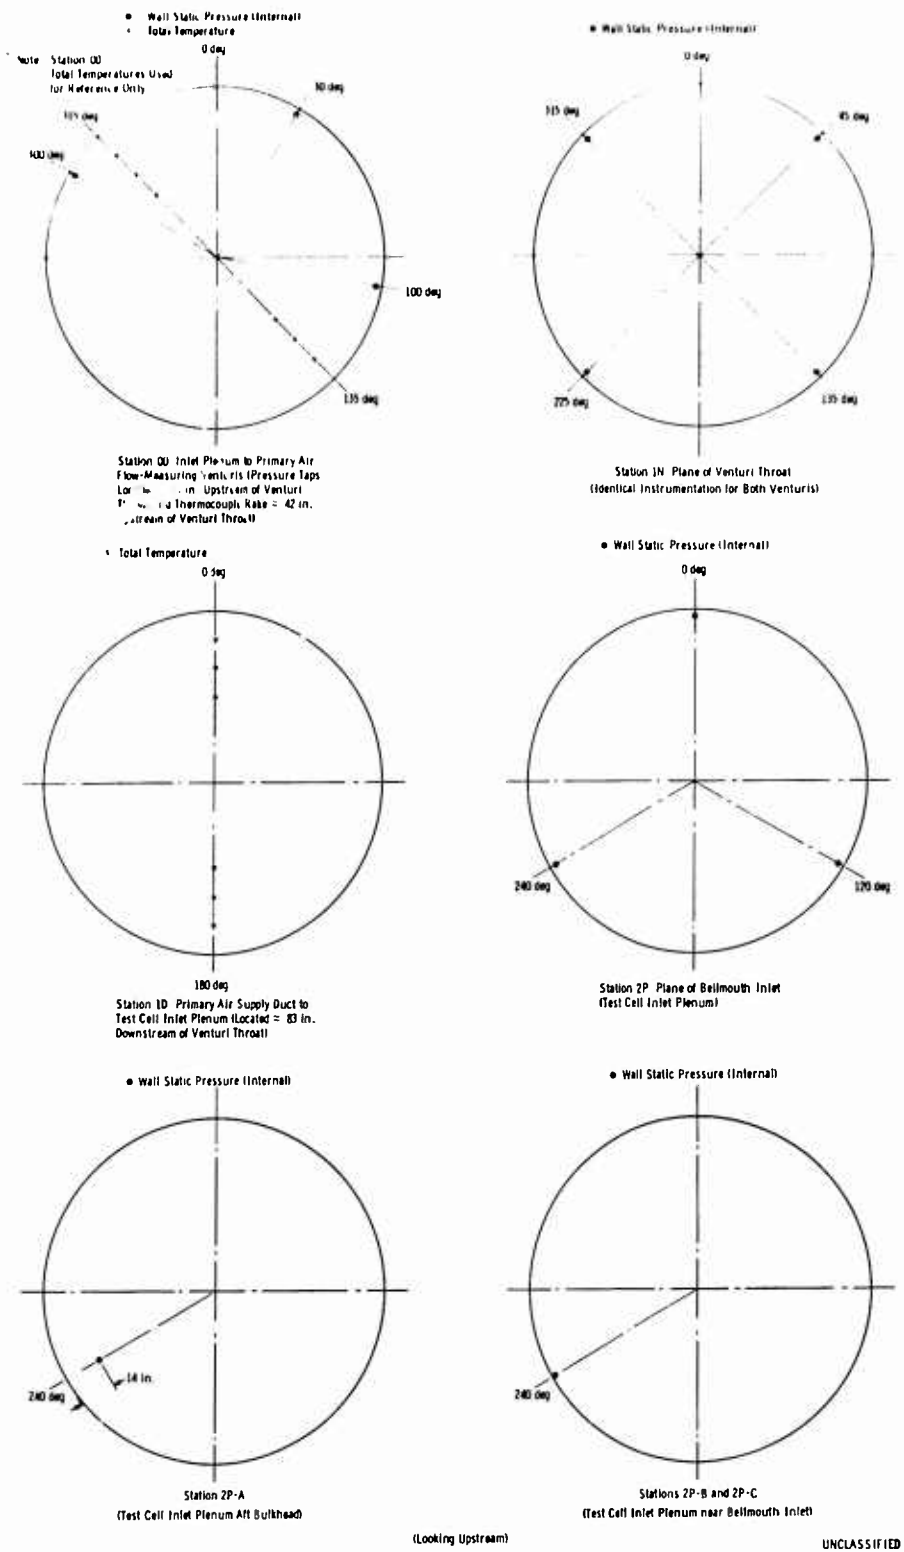 • Wall Static Pressure (Internal)
Total Temperature
0 deg
Note Station 00
Total Temperatures Used
for Reference Only
30 deg
315 deg
300 deg
100 deg
135 deg
Station 00 Inlet Plenum to Primary Air
Flow-Measuring Venturis (Pressure Taps
in. Upstream of Venturi
Thermocouple Rake ≈ 42 in.
of Venturi Throat)
• Wall Static Pressure (Internal)
0 deg
315 deg
45 deg
225 deg
135 deg
Station 1N Plane of Venturi Throat
(Identical Instrumentation for Both Venturis)
Total Temperature
0 deg
180 deg
Station 1D Primary Air Supply Duct to
Test Cell Inlet Plenum (Located ≈ 83 in.
Downstream of Venturi Throat)
• Wall Static Pressure (Internal)
0 deg
240 deg
120 deg
Station 2P Plane of Bellmouth Inlet
(Test Cell Inlet Plenum)
• Wall Static Pressure (Internal)
14 in.
240 deg
Station 2P-A
(Test Cell Inlet Plenum Aft Bulkhead)
• Wall Static Pressure (Internal)
240 deg
Stations 2P-B and 2P-C
(Test Cell Inlet Plenum near Bellmouth Inlet)
(Looking Upstream)
UNCLASSIFIED